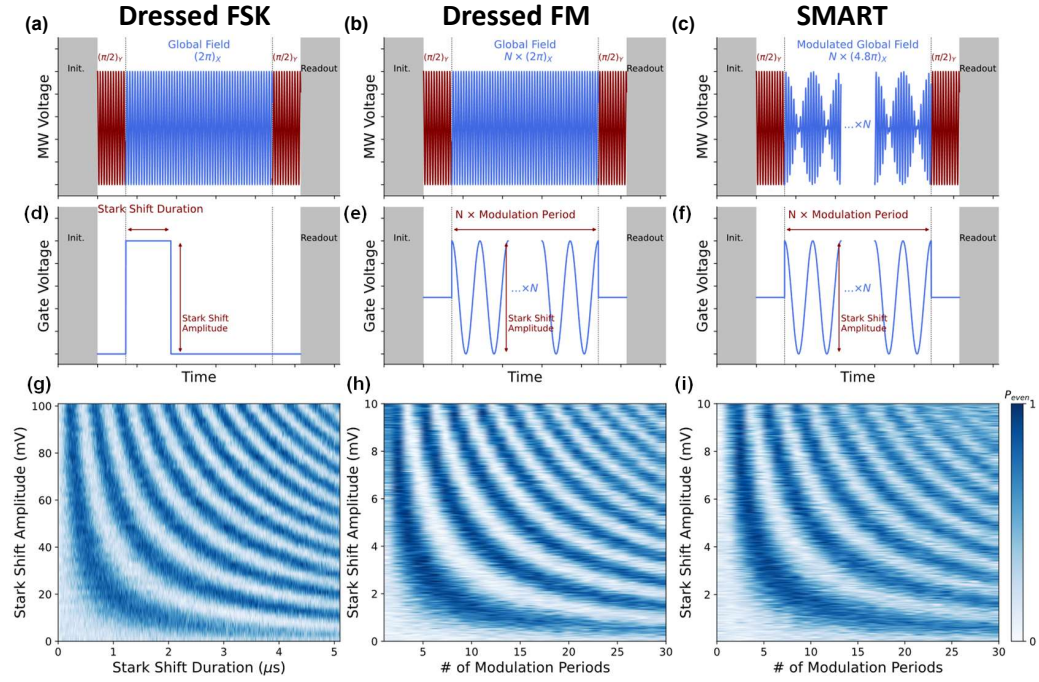 Dressed FSK
Dressed FM
SMART
(a)
(b)
(c)
MW Voltage
Init.
(π/2)Y
Global Field
(2π)X
(π/2)Y
Readout
MW Voltage
Init.
(π/2)Y
Global Field
N × (2π)X
(π/2)Y
Readout
MW Voltage
Init.
(π/2)Y
Modulated Global Field
N × (4.8π)X
(π/2)Y
Readout
...×N
(d)
(e)
(f)
Gate Voltage
Init.
Stark Shift Duration
Readout
Stark Shift
Amplitude
Time
Gate Voltage
Init.
N × Modulation Period
Readout
...×N
Stark Shift
Amplitude
Time
Gate Voltage
Init.
N × Modulation Period
Readout
...×N
Stark Shift
Amplitude
Time
(g)
(h)
(i)
Stark Shift Amplitude (mV)
100
80
60
40
20
0
0 1 2 3 4 5
Stark Shift Duration (μs)
Stark Shift Amplitude (mV)
10
8
6
4
2
0
5 10 15 20 25 30
# of Modulation Periods
Stark Shift Amplitude (mV)
10
8
6
4
2
5 10 15 20 25 30
# of Modulation Periods
Peven
1
0